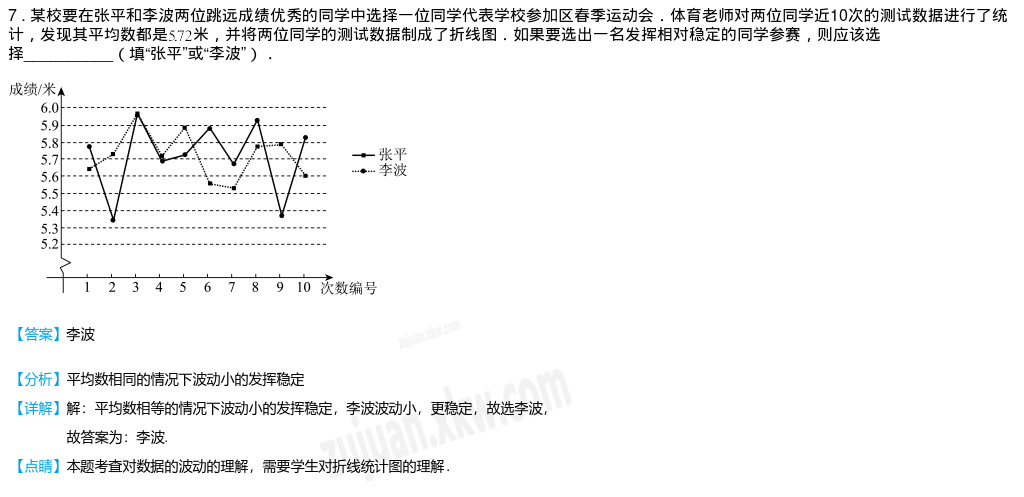 7．某校要在张平和李波两位跳远成绩优秀的同学中选择一位同学代表学校参加区春季运动会．体育老师对两位同学近10次的测试数据进行了统
计，发现其平均数都是5.72米，并将两位同学的测试数据制成了折线图．如果要选出一名发挥相对稳定的同学参赛，则应该选
择___________（填“张平”或“李波”）．
成绩/米
6.0
5.9
5.8
5.7
5.6
5.5
5.4
5.3
5.2
张平
李波
1 2 3 4 5 6 7 8 9 10 次数编号
【答案】李波
【分析】平均数相同的情况下波动小的发挥稳定
【详解】解：平均数相等的情况下波动小的发挥稳定，李波波动小，更稳定，故选李波，
故答案为：李波.
【点睛】本题考查对数据的波动的理解，需要学生对折线统计图的理解．
zujuan.xkw.com
zujuan.xkw.com